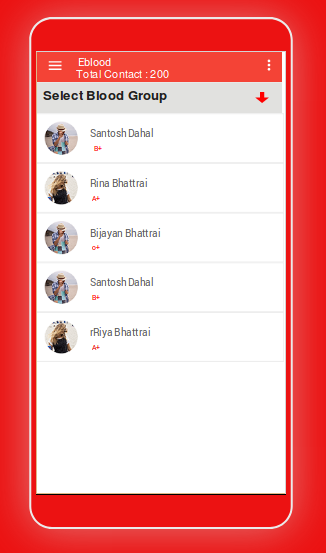 Eblood
Total Contact : 200
Select Blood Group
Santosh Dahal
B+
Rina Bhattrai
A+
Bijayan Bhattrai
o+
Santosh Dahal
B+
rRiya Bhattrai
A+